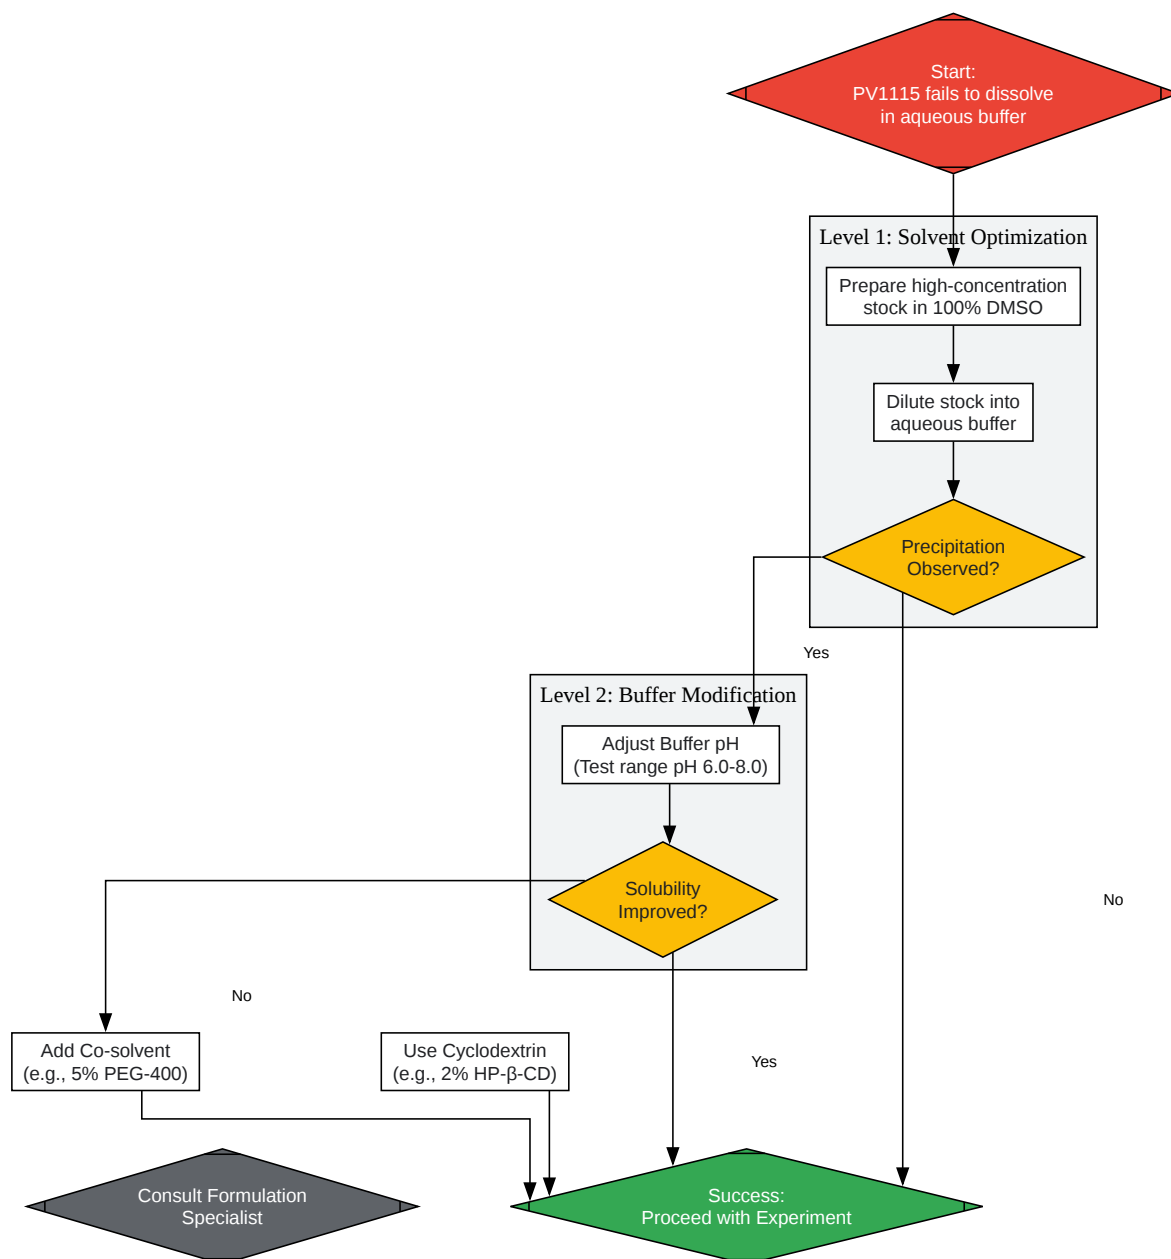 Start:
PV1115 fails to dissolve
in aqueous buffer
Level 1: Solvent Optimization
Prepare high-concentration
stock in 100% DMSO
Dilute stock into
aqueous buffer
Precipitation
Observed?
Yes
Level 2: Buffer Modification
Adjust Buffer pH
(Test range pH 6.0-8.0)
Solubility
Improved?
No
No
Add Co-solvent
(e.g., 5% PEG-400)
Use Cyclodextrin
(e.g., 2% HP-β-CD)
Yes
Consult Formulation
Specialist
Success:
Proceed with Experiment